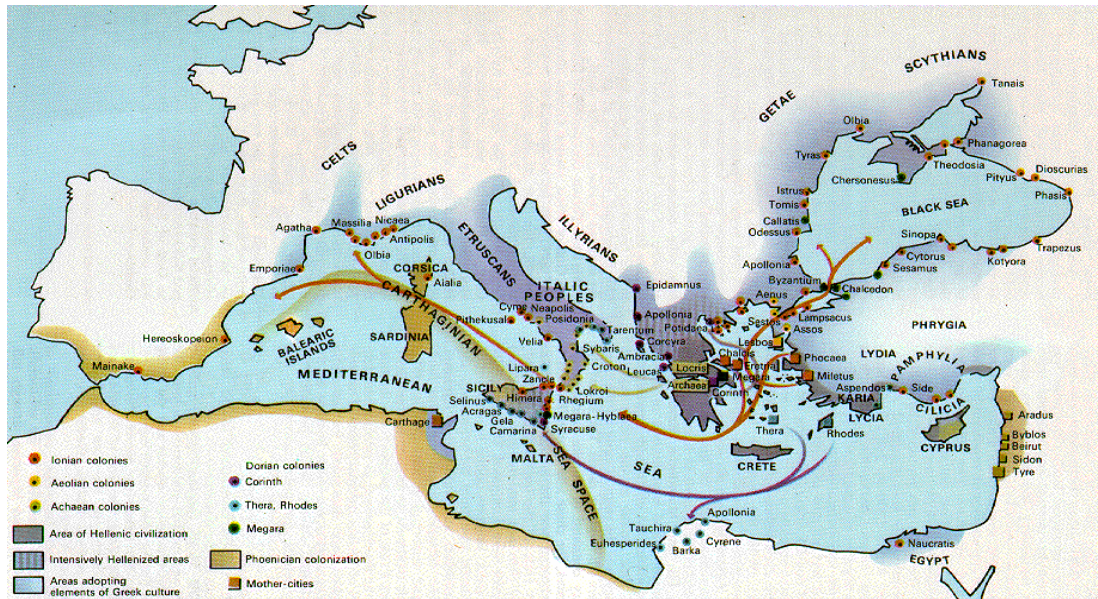 SCYTHIANS
Tanais
GETAE
Olbia
Phanagorea
Tyras
Theodosia
Dioscurias
Chersonesus
Pityus
Phasis
CELTS
LIGURIANS
Istrus
Tomis
BLACK SEA
Callatis
Odessus
Agatha
Massilia
Nicaea
Antipolis
Olbia
ETRUSCANS
ILLYRIANS
Sinopa
Trapezus
Cytorus
Kotyora
Sesamus
Apollonia
Emporiae
CORSICA
Aialia
ITALIC
PEOPLES
Epidamnus
Byzantium
Chalcedon
CARTHAGINIAN
Cyme
Neapolis
Pithekusal
Posidonia
Apollonia
Aenus
Potidaea
Sestos
Lampsacus
Assos
PHRYGIA
Hereoskopeion
BALEARIC
ISLANDS
SARDINIA
Velia
Tarentum
Corcyra
Sybaris
Ambracia
Leucas
Chalcis
Lesbos
Phocaea
LYDIA
PAMPHYLIA
Mainake
MEDITERRANEAN
Lipara
Croton
Locris
Eretria
Megara
Miletus
Zancle
SICILY
Himera
Lokroi
Rhegium
Archaea
Corinth
Aspendos
Side
KARIA
LYCIA
CILICIA
Selinus
Acragas
Gela
Camarina
Megara-Hyblaea
Syracuse
Carthage
Thera
Rhodes
CYPRUS
Aradus
Byblos
Beirut
Sidon
Tyre
MALTA
SEA
SPACE
SEA
CRETE
Apollonia
Tauchira
Euhesperides
Barka
Cyrene
Naucratis
EGYPT
Ionian colonies
Aeolian colonies
Achaean colonies
Area of Hellenic civilization
Intensively Hellenized areas
Areas adopting
elements of Greek culture
Dorian colonies
Corinth
Thera, Rhodes
Megara
Phoenician colonization
Mother-cities